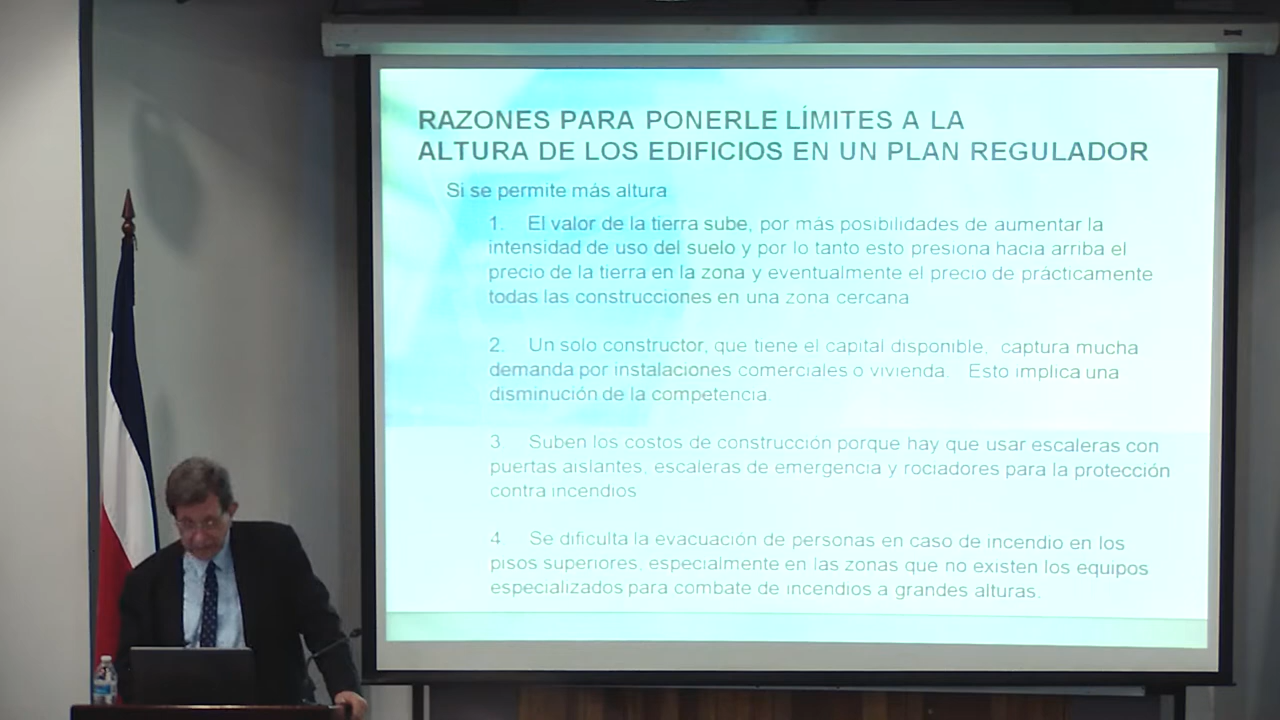 RAZONES PARA PONERLE LÍMITES A LA
ALTURA DE LOS EDIFICIOS EN UN PLAN REGULADOR
Si se permite más altura
1. El valor de la tierra sube, por más posibilidades de aumentar la
intensidad de uso del suelo y por lo tanto esto presiona hacia arriba el
precio de la tierra en la zona y eventualmente el precio de prácticamente
todas las construcciones en una zona cercana
2. Un solo constructor, que tiene el capital disponible, captura mucha
demanda por instalaciones comerciales o vivienda. Esto implica una
disminución de la competencia.
3. Suben los costos de construcción porque hay que usar escaleras con
puertas aislantes, escaleras de emergencia y rociadores para la protección
contra incendios
4 Se dificulta la evacuación de personas en caso de incendio en los
pisos superiores, especialmente en las zonas que no existen los equipos
especializados para combate de incendios a grandes alturas.